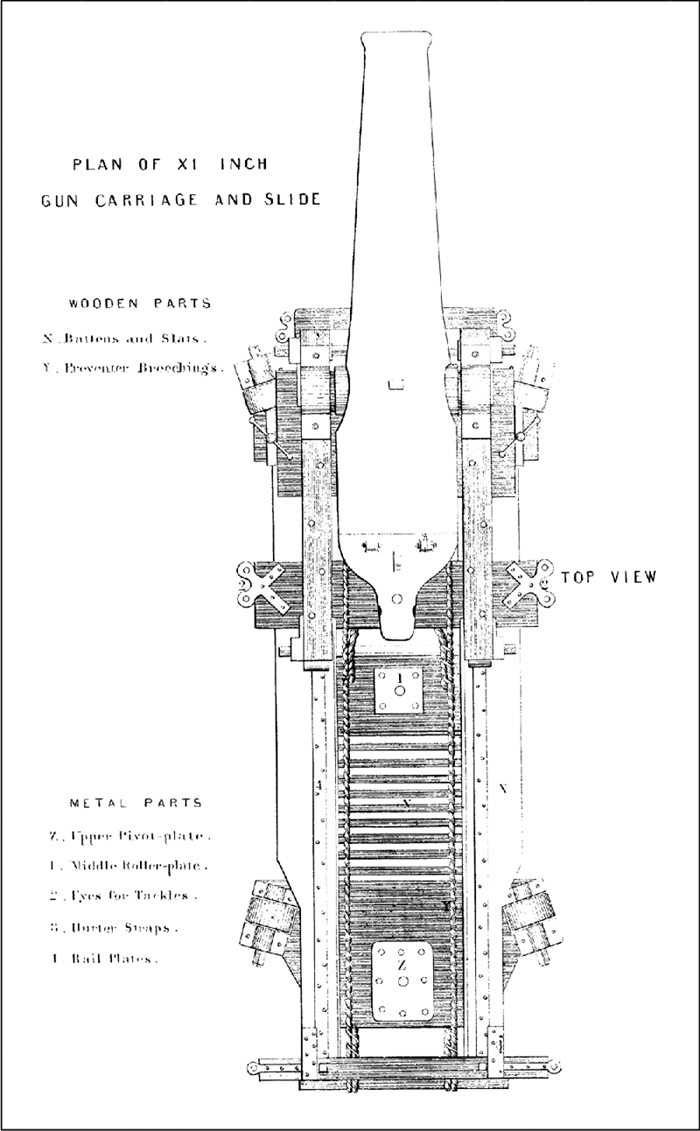 PLAN OF XI INCH
GUN CARRIAGE AND SLIDE
WOODEN PARTS
X. Battens and Slats.
Y. Preventer Breeching's.
TOP VIEW
1
4
X
X
METAL PARTS
Z. Upper Pivot-plate.
1. Middle Roller-plate.
2. Eyes for Tackles.
3. Hurter Straps.
4 Rail Plates.
Y
Z